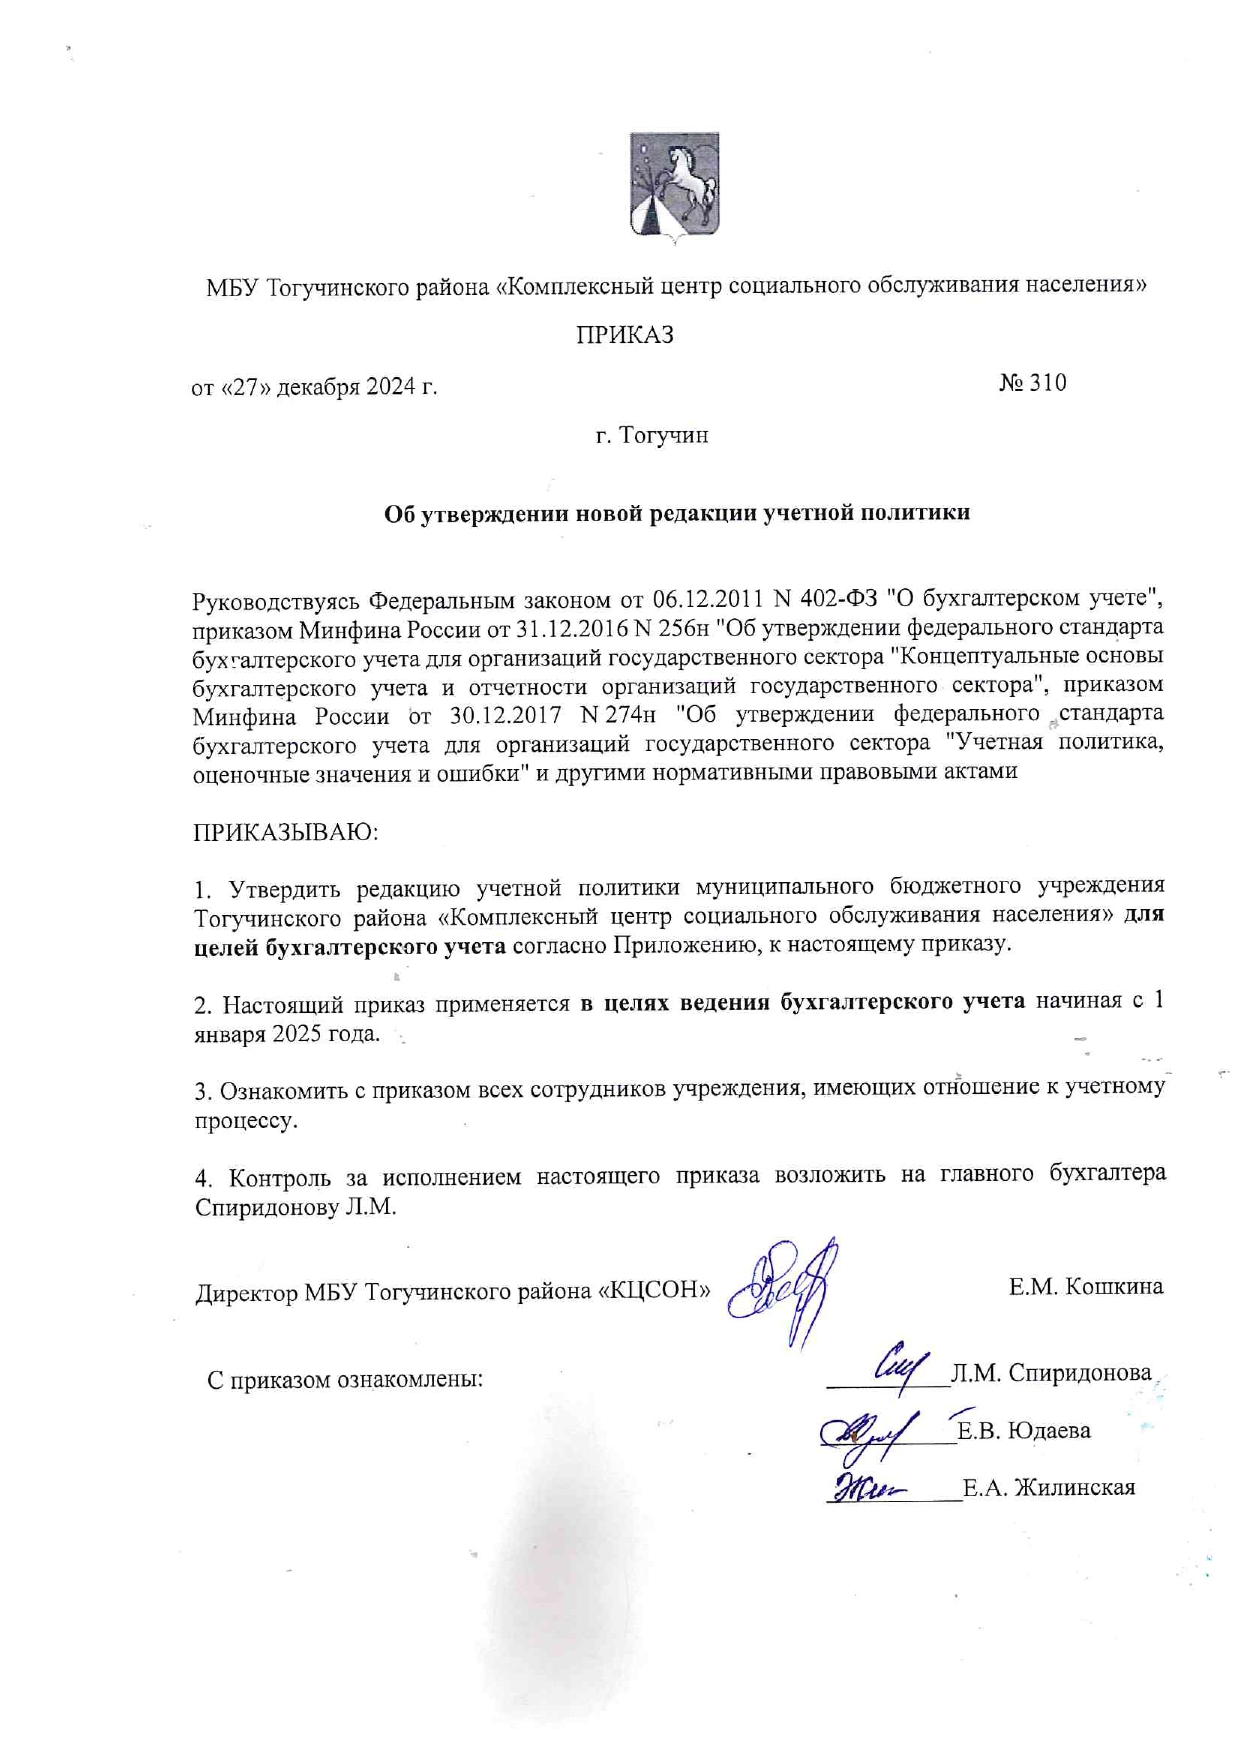 МБУ Тогучинского района «Комплексный центр социального обслуживания населения»
ПРИКАЗ
от «27» декабря 2024 г. № 310
г. Тогучин
Об утверждении новой редакции учетной политики
Руководствуясь Федеральным законом от 06.12.2011 N 402-ФЗ "О бухгалтерском учете",
приказом Минфина России от 31.12.2016 N 256н "Об утверждении федерального стандарта
бухгалтерского учета для организаций государственного сектора "Концептуальные основы
бухгалтерского учета и отчетности организаций государственного сектора", приказом
Минфина России от 30.12.2017 N 274н "Об утверждении федерального стандарта
бухгалтерского учета для организаций государственного сектора "Учетная политика,
оценочные значения и ошибки" и другими нормативными правовыми актами
ПРИКАЗЫВАЮ:
1. Утвердить редакцию учетной политики муниципального бюджетного учреждения
Тогучинского района «Комплексный центр социального обслуживания населения» для
целей бухгалтерского учета согласно Приложению, к настоящему приказу.
2. Настоящий приказ применяется в целях ведения бухгалтерского учета начиная с 1
января 2025 года.
3. Ознакомить с приказом всех сотрудников учреждения, имеющих отношение к учетному
процессу.
4. Контроль за исполнением настоящего приказа возложить на главного бухгалтера
Спиридонову Л.М.
Директор МБУ Тогучинского района «КЦСОН» Е.М. Кошкина
С приказом ознакомлены: Л.М. Спиридонова
Е.В. Юдаева
Е.А. Жилинская